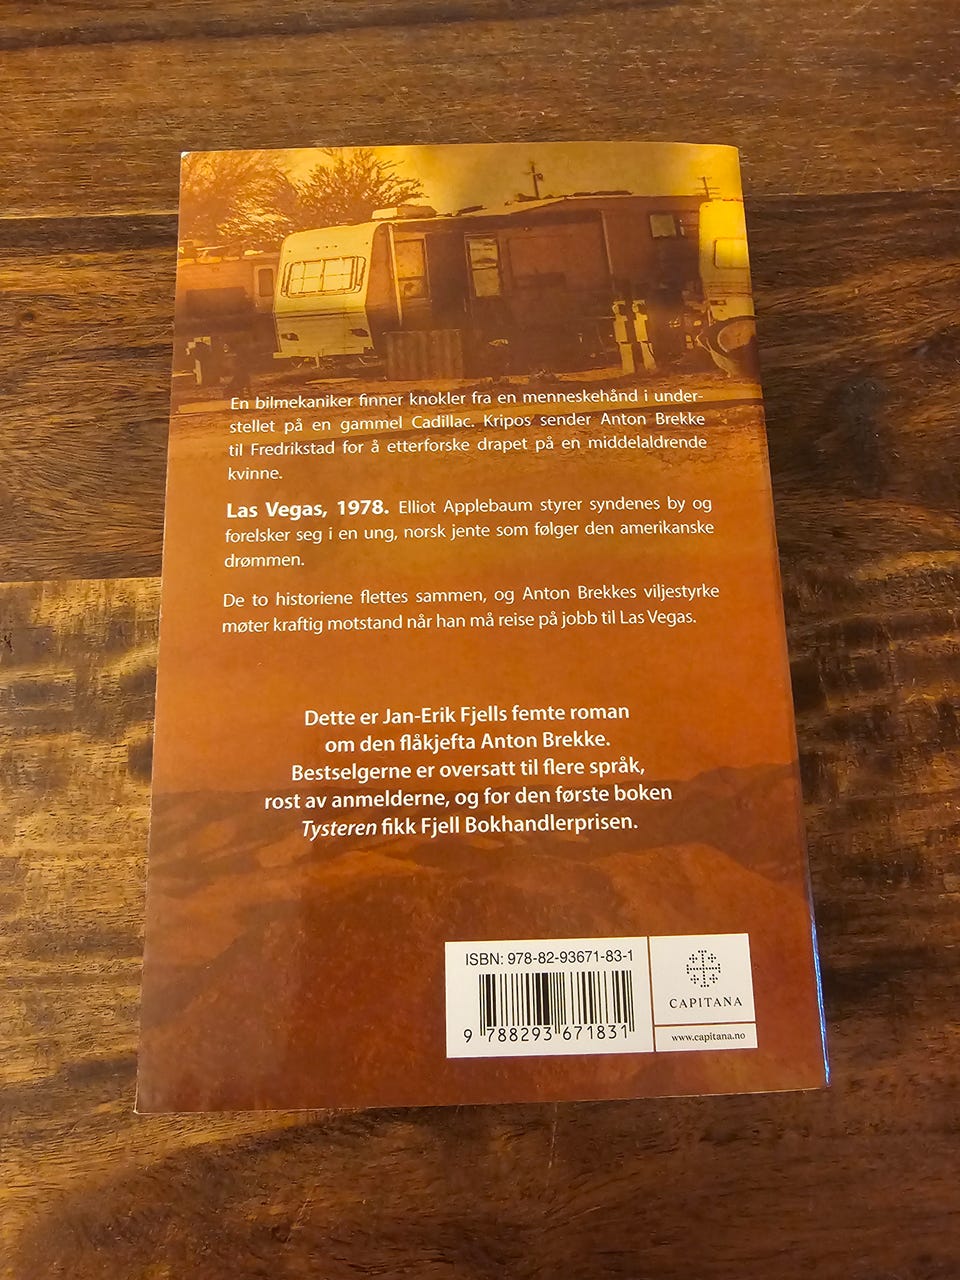 En bilmekaniker finner knokler fra en menneskehånd i under-
stellet på en gammel Cadillac. Kripos sender Anton Brekke
til Fredrikstad for å etterforske drapet på en middelaldrende
kvinne.
Las Vegas, 1978. Elliot Applebaum styrer syndenes by og
forelsker seg i en ung, norsk jente som følger den amerikanske
drømmen.
De to historiene flettes sammen, og Anton Brekkes viljestyrke
møter kraftig motstand når han må reise på jobb til Las Vegas.
Dette er Jan-Erik Fjells femte roman
om den flåkjefta Anton Brekke.
Bestselgerne er oversatt til flere språk,
rost av anmelderne, og for den første boken
Tysteren fikk Fjell Bokhandlerprisen.
ISBN: 978-82-93671-83-1
9 788293 671831
CAPITANA
www.capitana.no